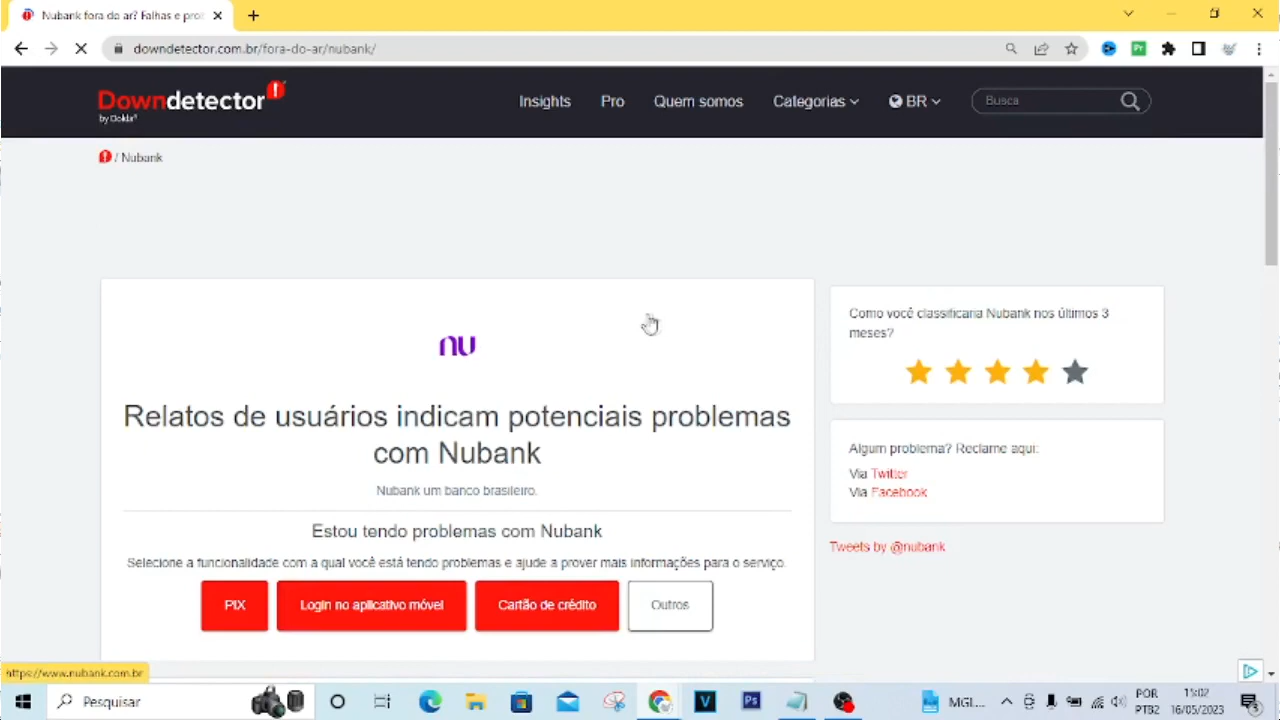 Nubank fora do ar? Falhas e pro
downdetector.com.br/fora-do-ar/nubank/
Downdetector
by Ookla
Insights
Pro
Quem somos
Categorias
BR
Busca
/ Nubank
nu
Relatos de usuários indicam potenciais problemas
com Nubank
Nubank um banco brasileiro.
Estou tendo problemas com Nubank
Selecione a funcionalidade com a qual você está tendo problemas e ajude a prover mais informações para o serviço.
PIX
Login no aplicativo móvel
Cartão de crédito
Outros
Como você classificaria Nubank nos últimos 3
meses?
Algum problema? Reclame aqui:
Via Twitter
Via Facebook
Tweets by @nubank
https://www.nubank.com.br
Pesquisar
Pr
V
Ps
MGL...
POR
PTB2
15:02
16/05/2023
3